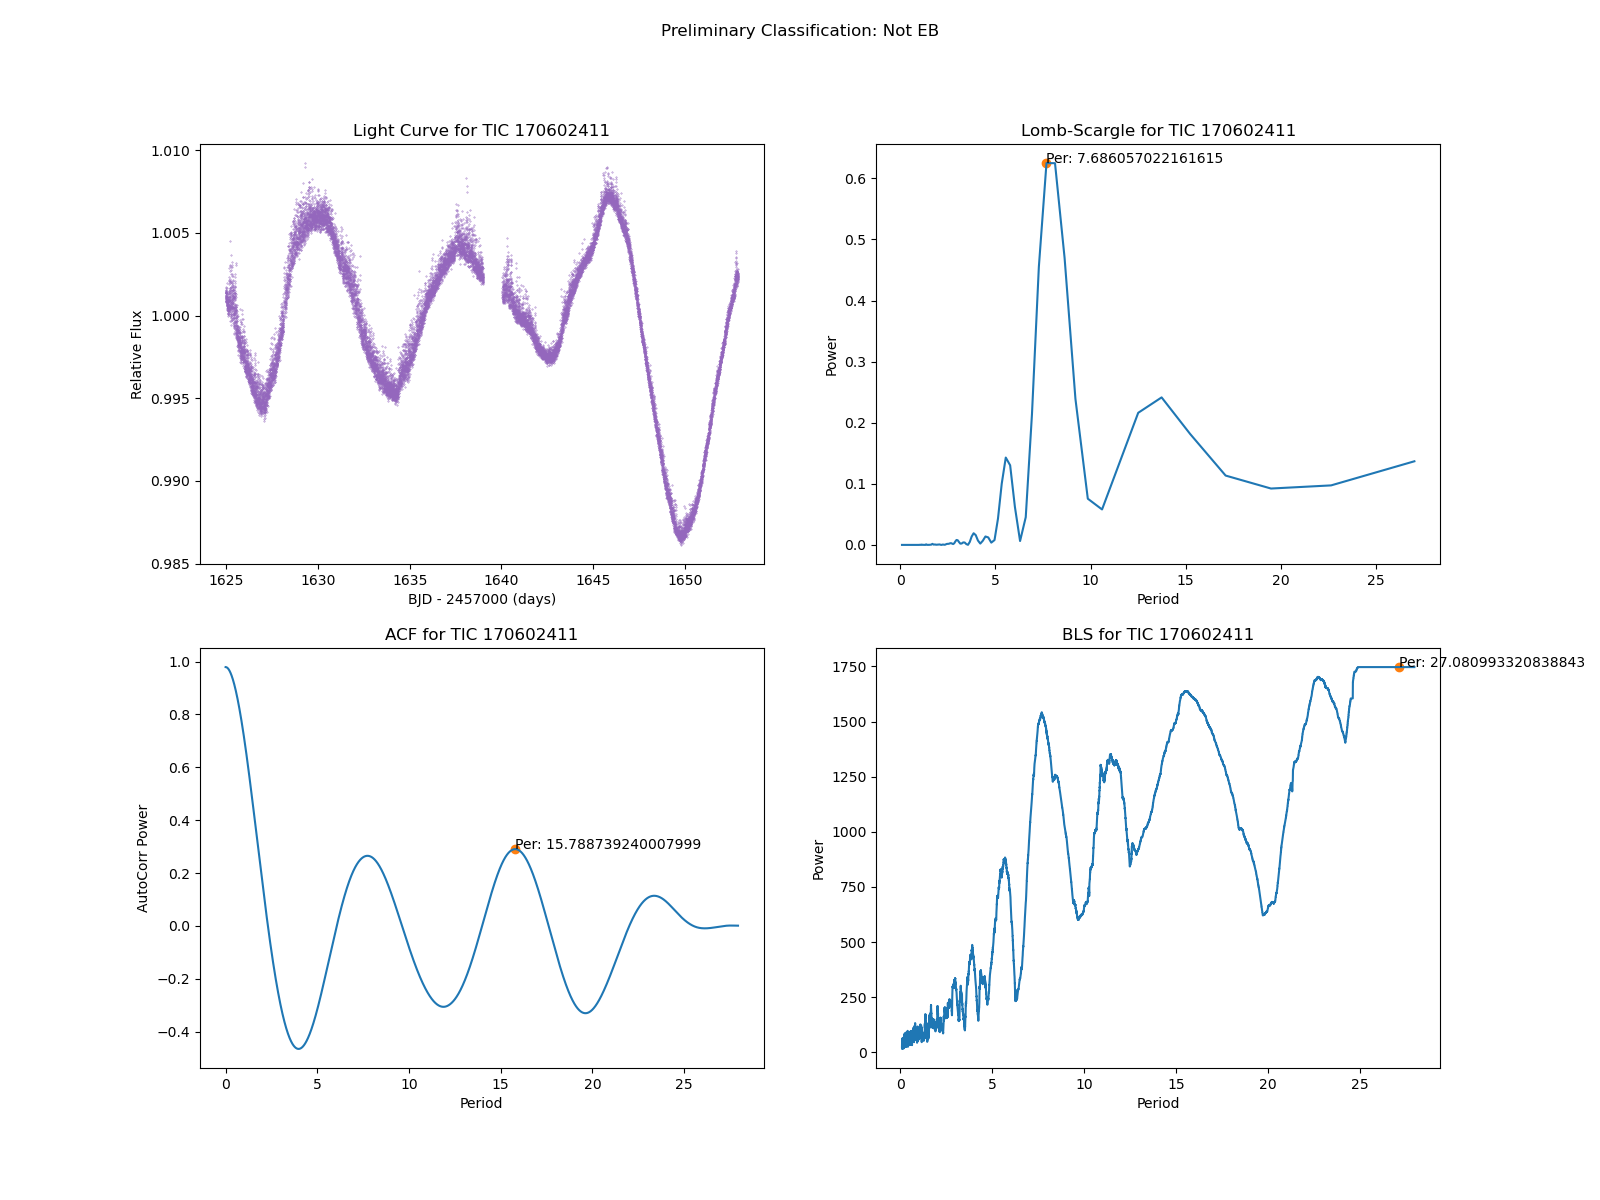 Preliminary Classification: Not EB
Light Curve for TIC 170602411
1.010
1.005
1.000
0.995
0.990
0.985
Relative Flux
1625 1630 1635 1640 1645 1650
BJD - 2457000 (days)
Lomb-Scargle for TIC 170602411
Per: 7.686057022161615
0.6
0.5
0.4
0.3
0.2
0.1
0.0
Power
0 5 10 15 20 25
Period
ACF for TIC 170602411
Per: 15.788739240007999
1.0
0.8
0.6
0.4
0.2
0.0
−0.2
−0.4
AutoCorr Power
0 5 10 15 20 25
Period
BLS for TIC 170602411
Per: 27.080993320838843
1750
1500
1250
1000
750
500
250
0
Power
0 5 10 15 20 25
Period